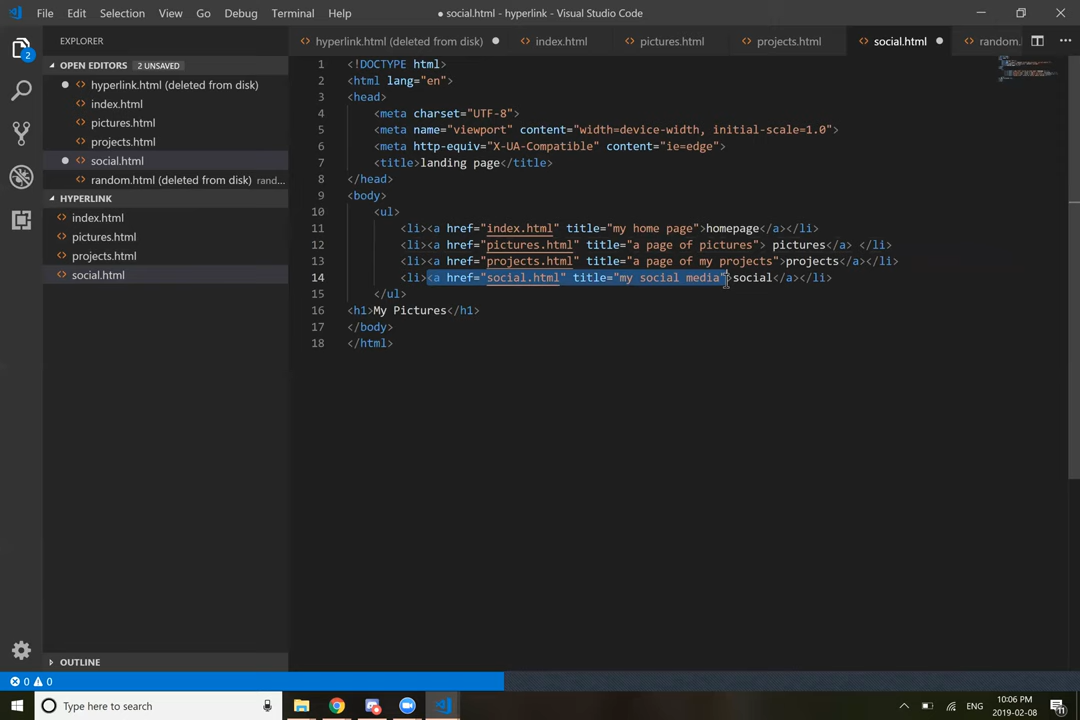 File Edit Selection View Go Debug Terminal Help
● social.html - hyperlink - Visual Studio Code
EXPLORER
hyperlink.html (deleted from disk)
index.html
pictures.html
projects.html
social.html
random.
OPEN EDITORS 2 UNSAVED
hyperlink.html (deleted from disk)
index.html
pictures.html
projects.html
social.html
random.html (deleted from disk) rand...
HYPERLINK
index.html
pictures.html
projects.html
social.html
2
1 <!DOCTYPE html>
2 <html lang="en">
3 <head>
4 <meta charset="UTF-8">
5 <meta name="viewport" content="width=device-width, initial-scale=1.0">
6 <meta http-equiv="X-UA-Compatible" content="ie=edge">
7 <title>landing page</title>
8 </head>
9 <body>
10 <ul>
11 <li><a href="index.html" title="my home page">homepage</a></li>
12 <li><a href="pictures.html" title="a page of pictures"> pictures</a> </li>
13 <li><a href="projects.html" title="a page of my projects">projects</a></li>
14 <li><a href="social.html" title="my social media">social</a></li>
15 </ul>
16 <h1>My Pictures</h1>
17 </body>
18 </html>
OUTLINE
0 0
Type here to search
ENG
10:06 PM
2019-02-08
11